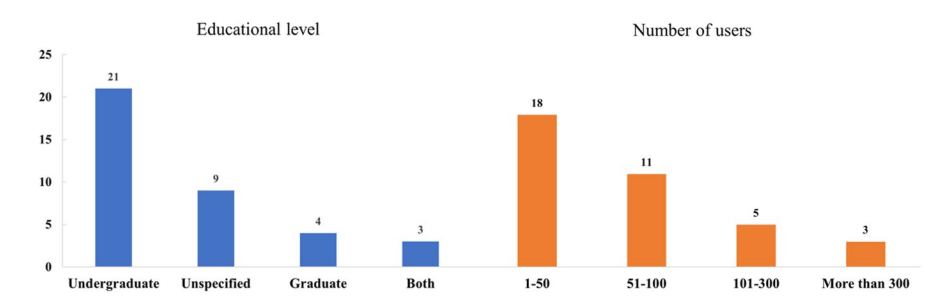 Educational level
Number of users
25
20
15
10
5
0
21
9
4
3
18
11
5
3
Undergraduate
Unspecified
Graduate
Both
1-50
51-100
101-300
More than 300